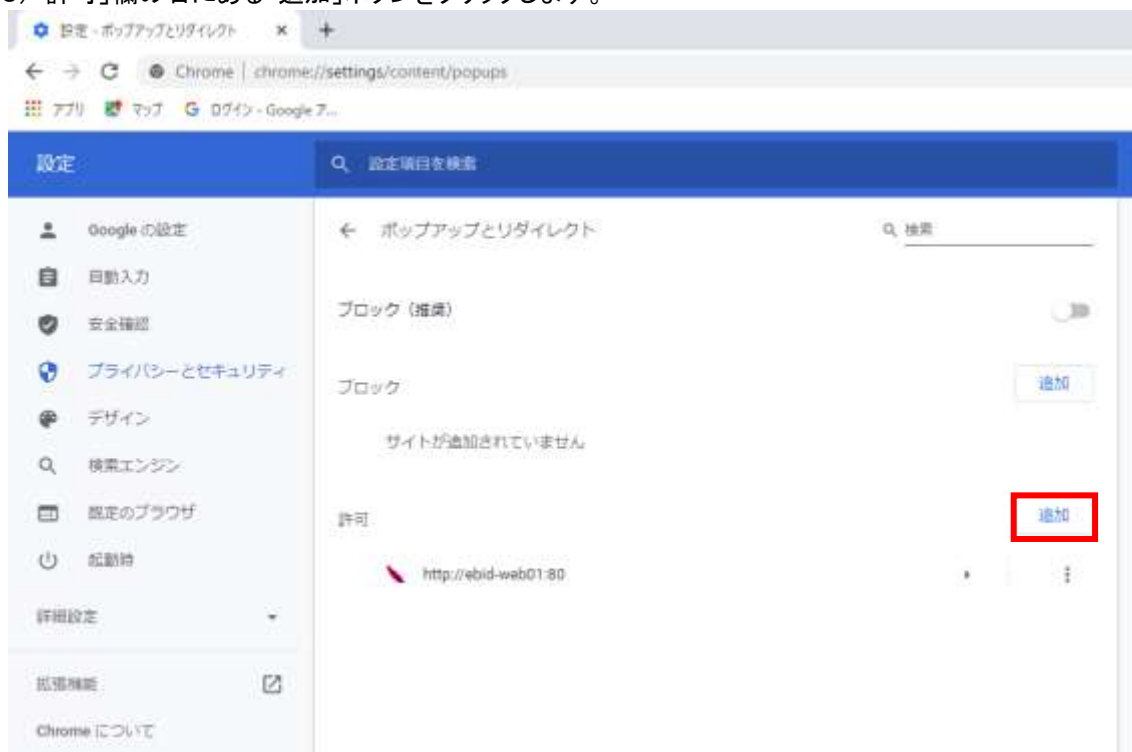 許可」欄の右にある「追加」ボタンをクリックします。
設定 - ポップアップとリダイレクト × +
Chrome | chrome://settings/content/popups
アプリ マップ ログイン - Google ア...
設定
設定項目を検索
Google の設定
自動入力
安全確認
プライバシーとセキュリティ
デザイン
検索エンジン
既定のブラウザ
起動時
詳細設定
拡張機能
Chrome について
ポップアップとリダイレクト
検索
ブロック（推奨）
ブロック
追加
サイトが追加されていません
許可
追加
http://ebid-web01:80